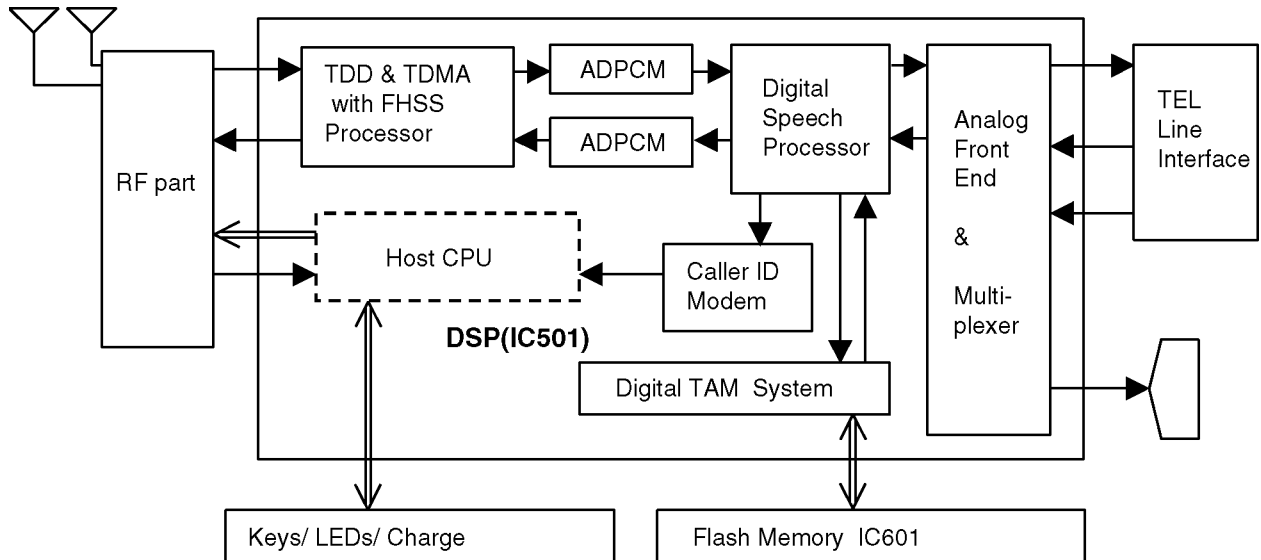 RF part
TDD & TDMA
with FHSS
Processor
ADPCM
ADPCM
Digital
Speech
Processor
Analog
Front
End
&
Multi-
plexer
TEL
Line
Interface
Host CPU
Caller ID
Modem
DSP(IC501)
Digital TAM System
Keys/ LEDs/ Charge
Flash Memory IC601